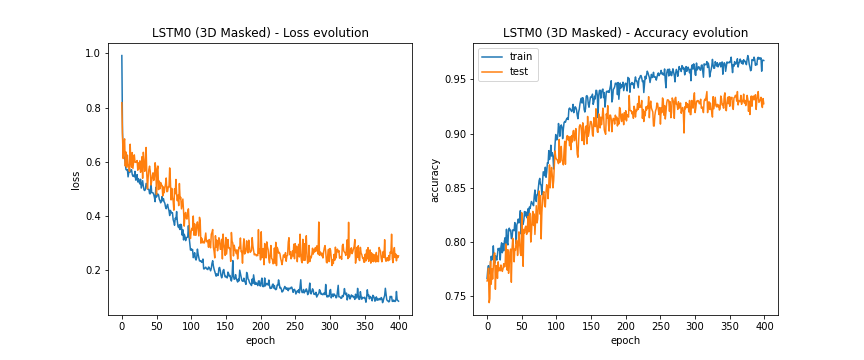 LSTM0 (3D Masked) - Loss evolution
1.0
0.8
0.6
0.4
0.2
loss
0 50 100 150 200 250 300 350 400
epoch
LSTM0 (3D Masked) - Accuracy evolution
train
test
0.95
0.90
0.85
0.80
0.75
accuracy
0 50 100 150 200 250 300 350 400
epoch